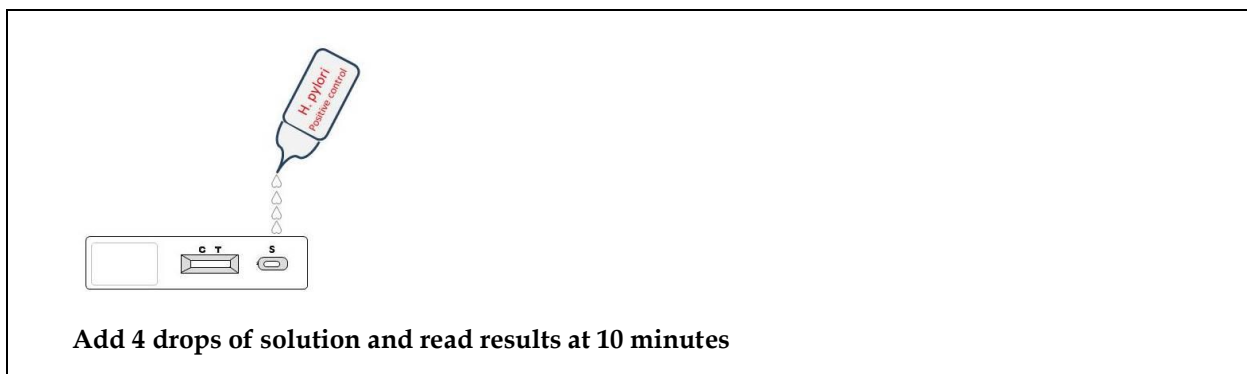 H. pylori
Positive control
C T
S
Add 4 drops of solution and read results at 10 minutes